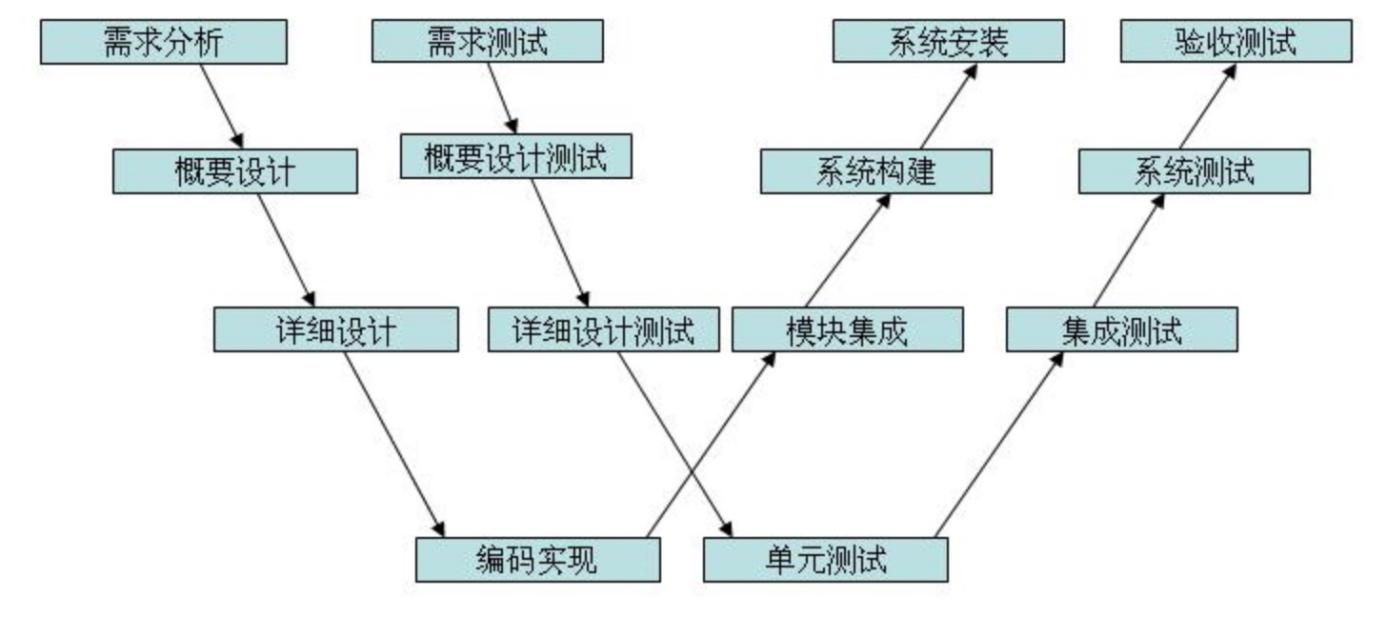 需求分析
需求测试
系统安装
验收测试
概要设计
概要设计测试
系统构建
系统测试
详细设计
详细设计测试
模块集成
集成测试
编码实现
单元测试